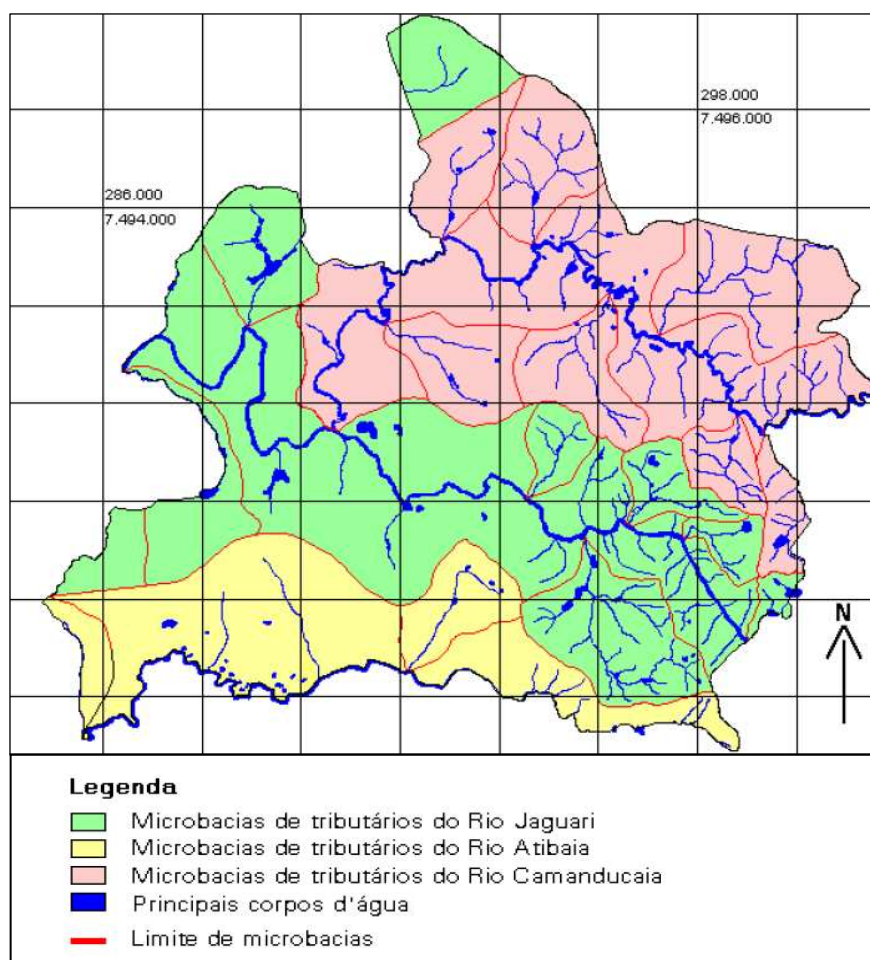 298.000
7.496.000
286.000
7.494.000
N
Legenda
Microbacias de tributários do Rio Jaguari
Microbacias de tributários do Rio Atibaia
Microbacias de tributários do Rio Camanducaia
Principais corpos d'água
Limite de microbacias